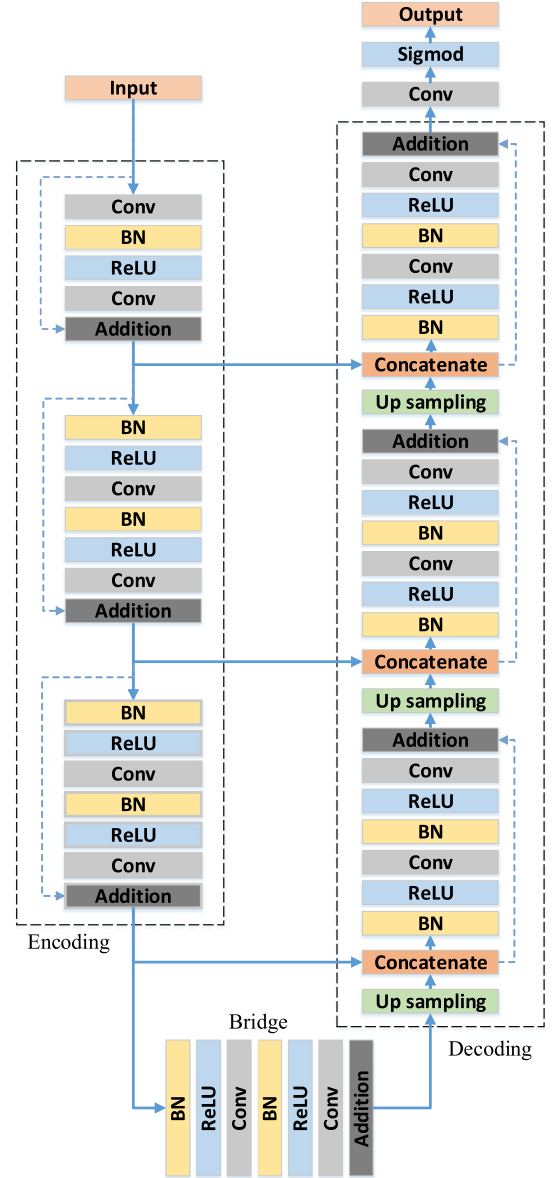 Input
Conv
BN
ReLU
Conv
Addition
BN
ReLU
Conv
BN
ReLU
Conv
Addition
BN
ReLU
Conv
BN
ReLU
Conv
Addition
Encoding
Bridge
BN
ReLU
Conv
BN
ReLU
Conv
Addition
Output
Sigmod
Conv
Addition
Conv
ReLU
BN
Conv
ReLU
BN
Concatenate
Up sampling
Addition
Conv
ReLU
BN
Conv
ReLU
BN
Concatenate
Up sampling
Addition
Conv
ReLU
BN
Conv
ReLU
BN
Concatenate
Up sampling
Decoding